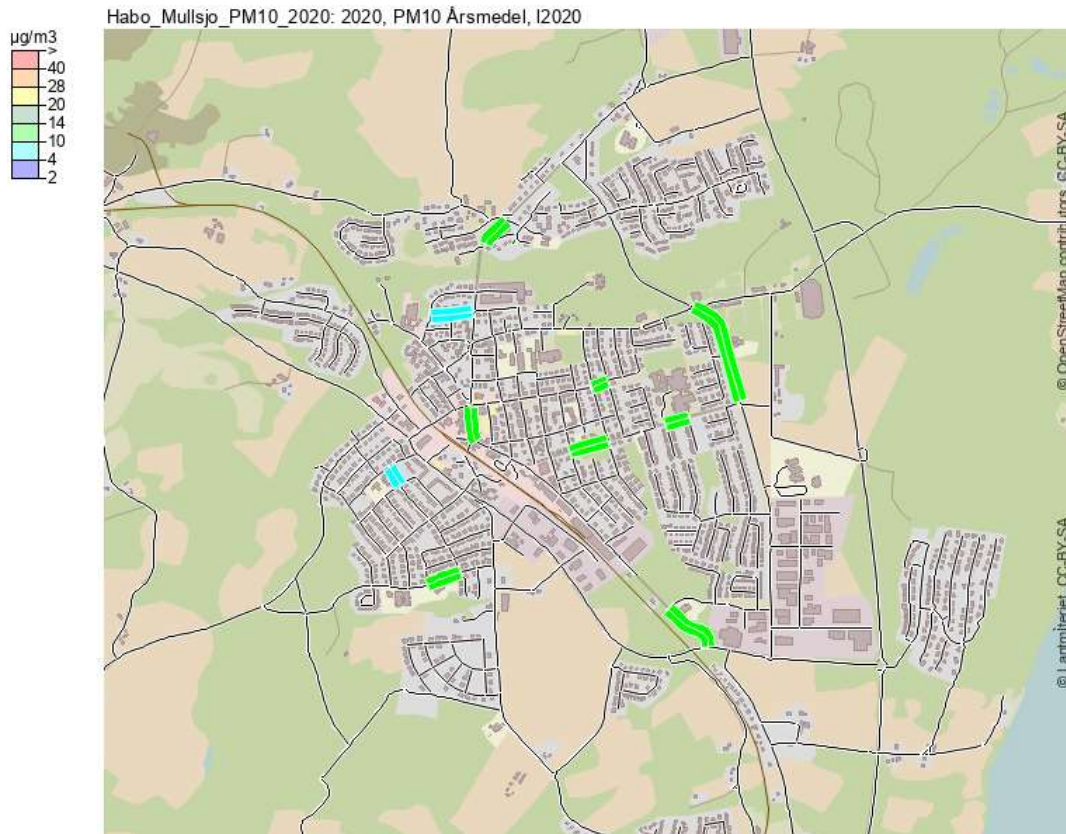 Habo_Mullsjo_PM10_2020: 2020, PM10 Årsmedel, I2020
µg/m3
>
40
28
20
14
10
4
2
© OpenStreetMap contributors, CC-BY-SA
© Lantmäteriet, CC-BY-SA